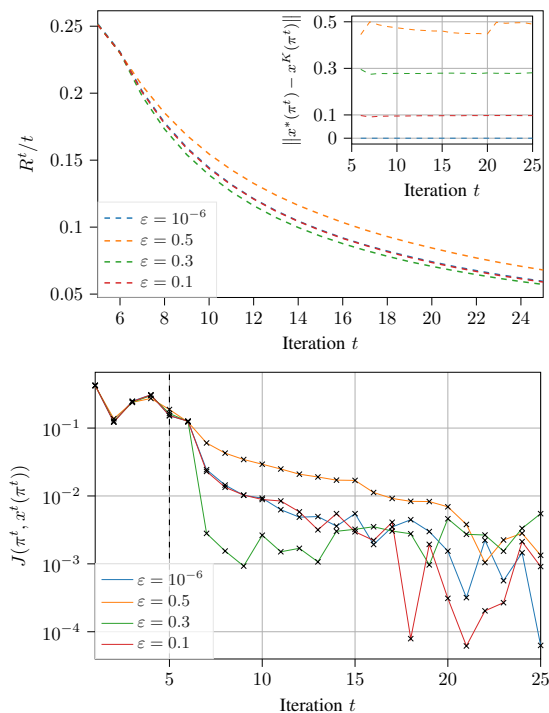 0.25
0.2
0.15
0.1
0.05
R^t/t
6 8 10 12 14 16 18 20 22 24
Iteration t
ε = 10^{-6}
ε = 0.5
ε = 0.3
ε = 0.1
||x*(π^t) − x^K(π^t)||
0.5
0.3
0.1
0
5 10 15 20 25
Iteration t
J(π^t, x^t(π^t))
10^{-1}
10^{-2}
10^{-3}
10^{-4}
ε = 10^{-6}
ε = 0.5
ε = 0.3
ε = 0.1
5 10 15 20 25
Iteration t